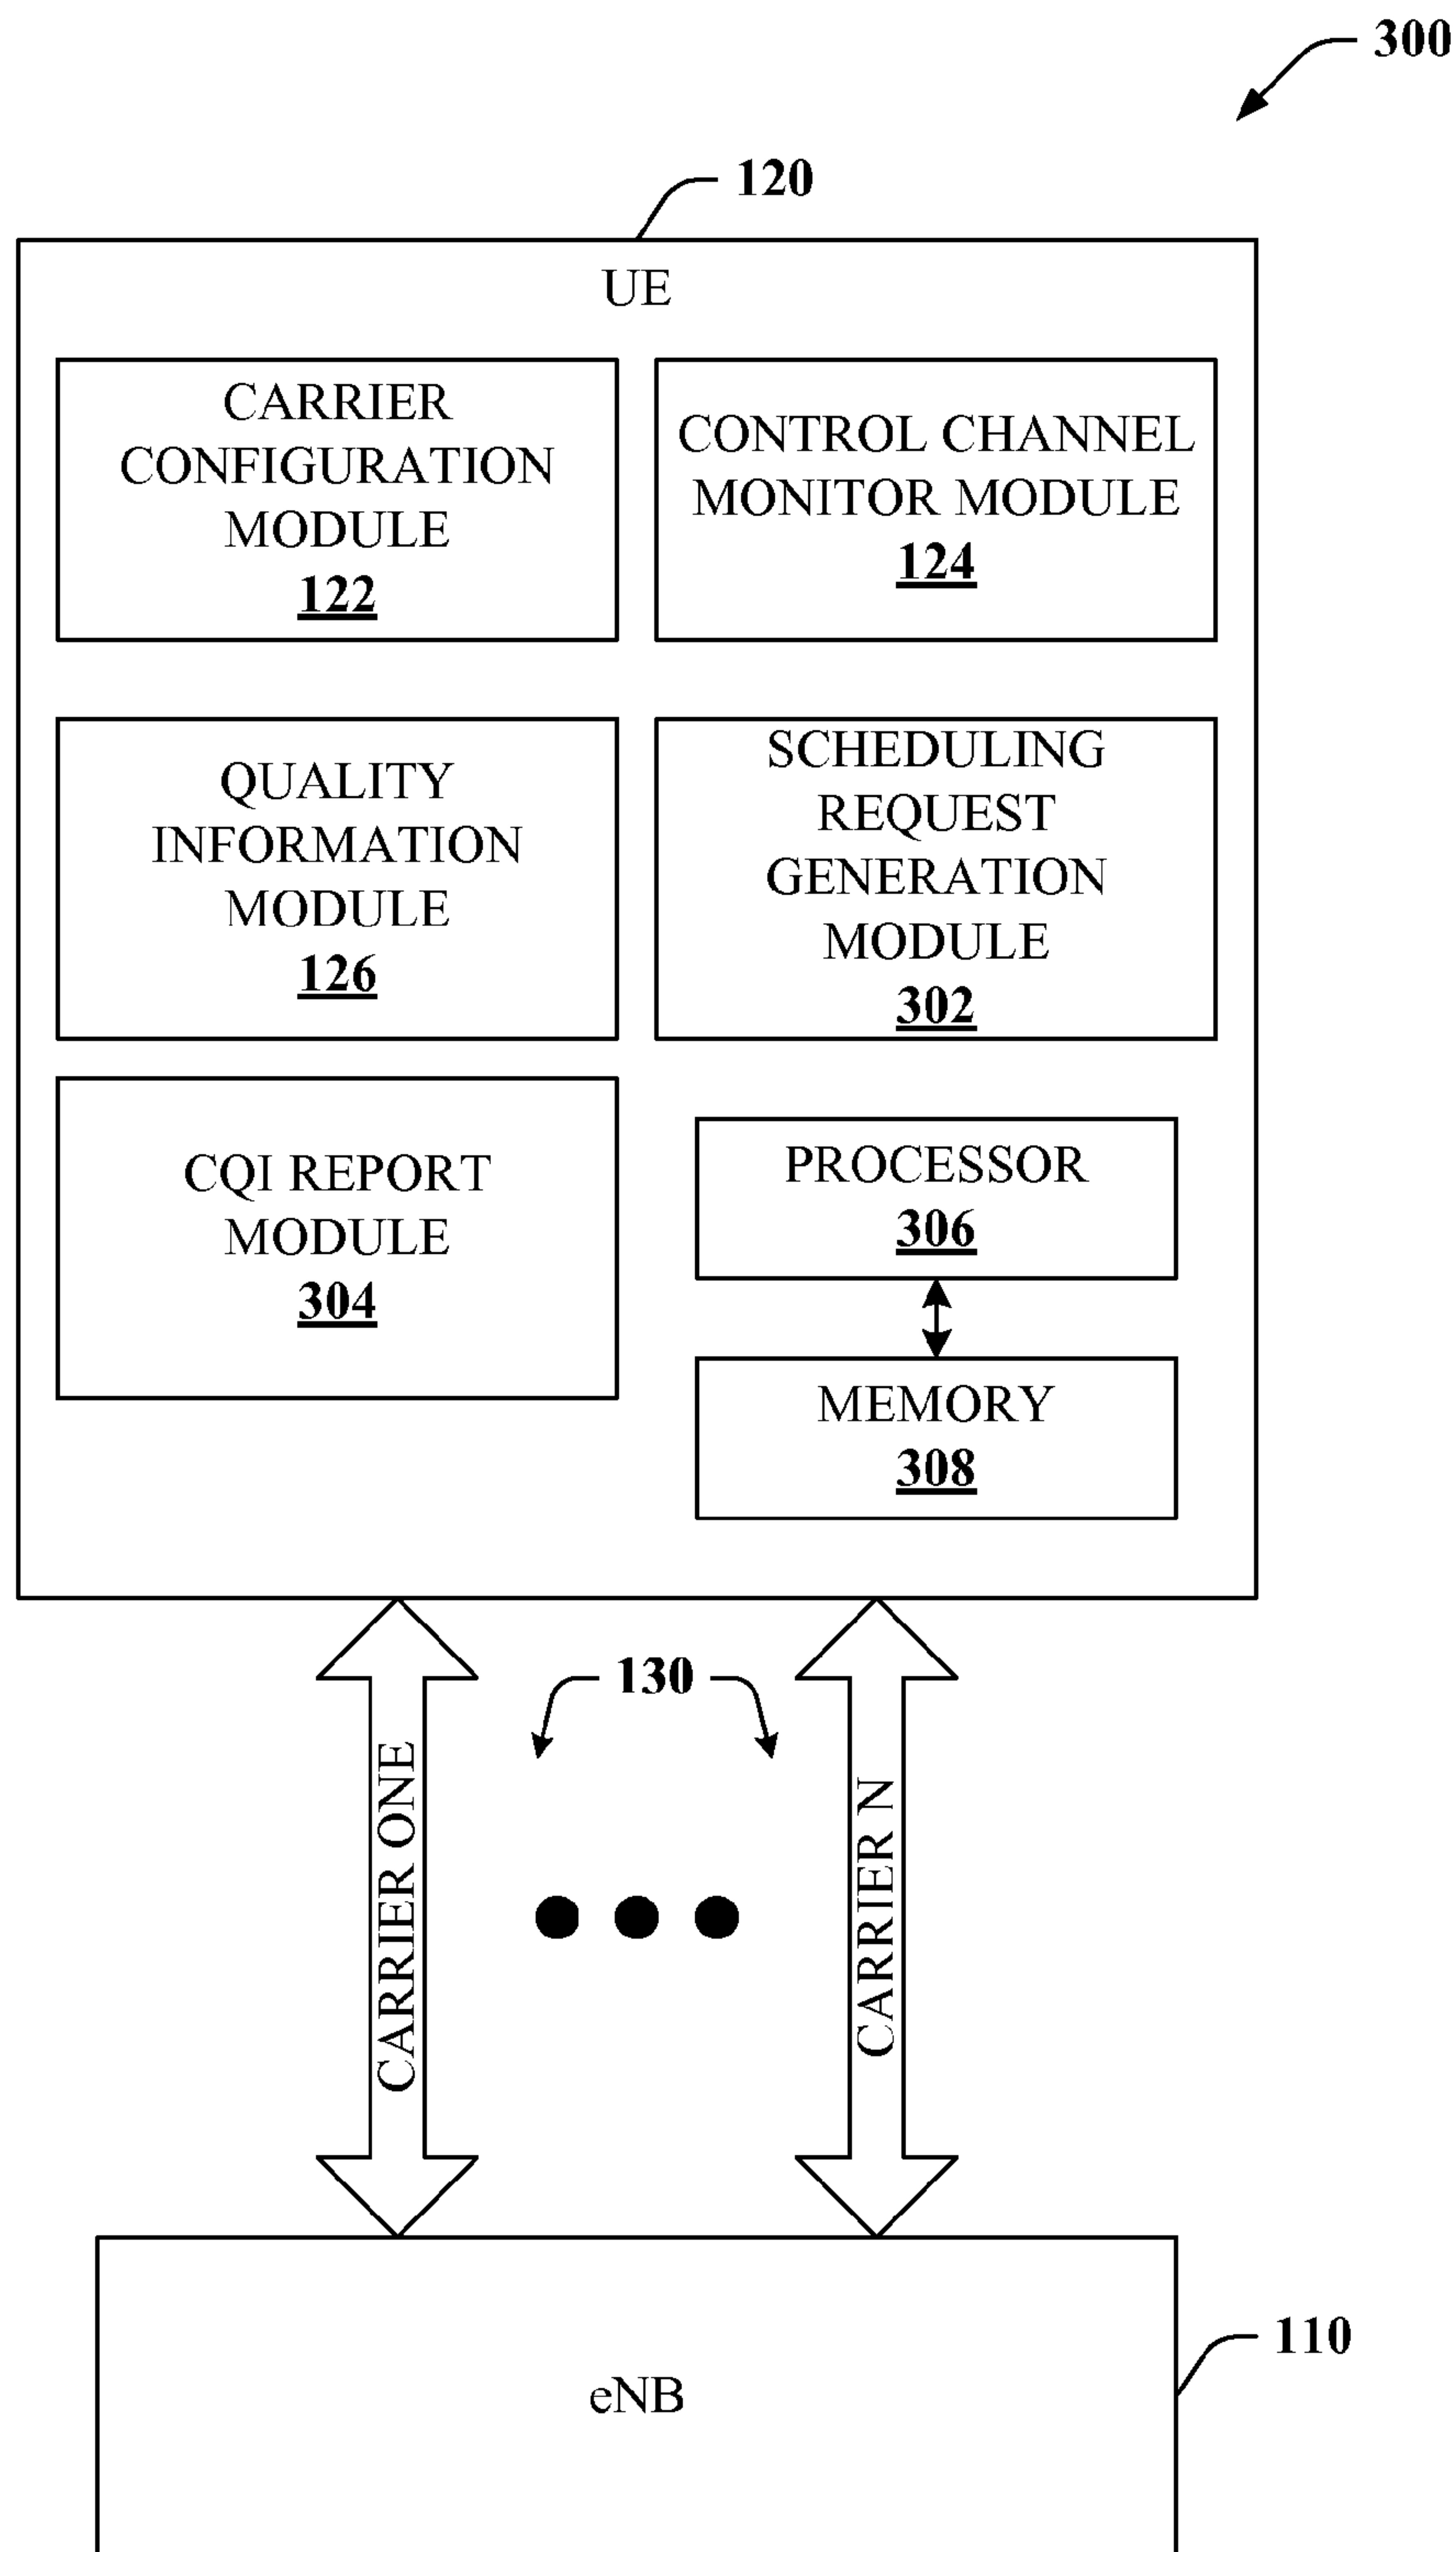 300
120
UE
CARRIER
CONFIGURATION
MODULE
122
CONTROL CHANNEL
MONITOR MODULE
124
QUALITY
INFORMATION
MODULE
126
SCHEDULING
REQUEST
GENERATION
MODULE
302
CQI REPORT
MODULE
304
PROCESSOR
306
MEMORY
308
130
CARRIER ONE
CARRIER N
110
eNB